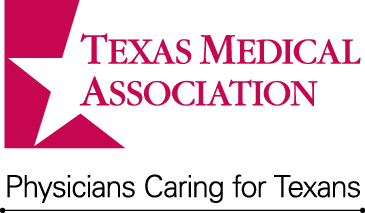 TEXAS MEDICAL
ASSOCIATION
Physicians Caring for Texans